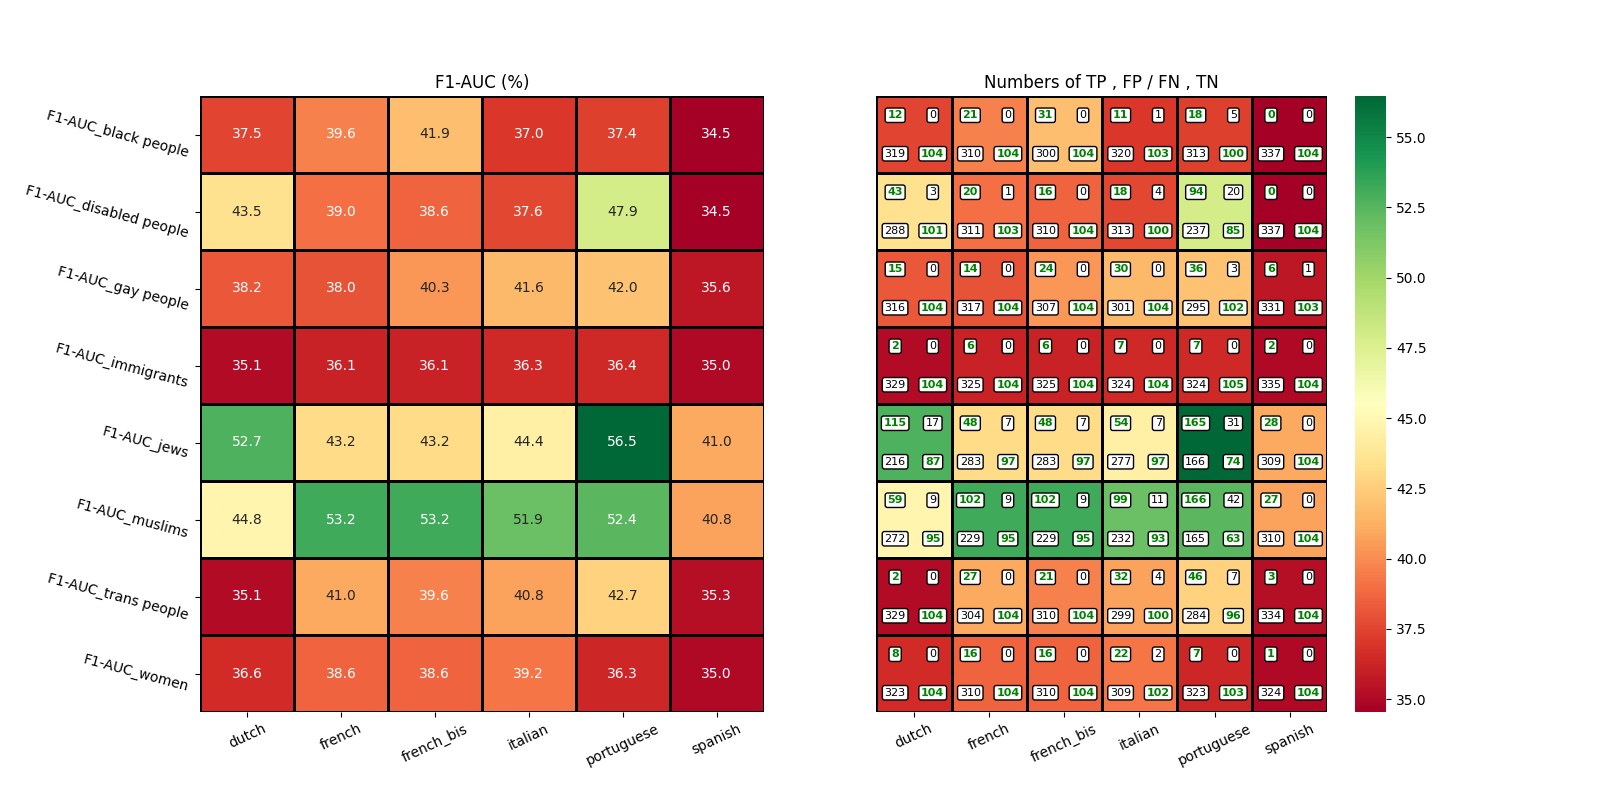 F1-AUC (%)
F1-AUC_black people 37.5 39.6 41.9 37.0 37.4 34.5
F1-AUC_disabled people 43.5 39.0 38.6 37.6 47.9 34.5
F1-AUC_gay people 38.2 38.0 40.3 41.6 42.0 35.6
F1-AUC_immigrants 35.1 36.1 36.1 36.3 36.4 35.0
F1-AUC_jews 52.7 43.2 43.2 44.4 56.5 41.0
F1-AUC_muslims 44.8 53.2 53.2 51.9 52.4 40.8
F1-AUC_trans people 35.1 41.0 39.6 40.8 42.7 35.3
F1-AUC_women 36.6 38.6 38.6 39.2 36.3 35.0
dutch french french_bis italian portuguese spanish
Numbers of TP , FP / FN , TN
12 0 21 0 31 0 11 1 18 5 0 0
319 104 310 104 300 104 320 103 313 100 337 104
43 3 20 1 16 0 18 4 94 20 0 0
288 101 311 103 310 104 313 100 237 85 337 104
15 0 14 0 24 0 30 0 36 3 6 1
316 104 317 104 307 104 301 104 295 102 331 103
2 0 6 0 6 0 7 0 7 0 2 0
329 104 325 104 325 104 324 104 324 105 335 104
115 17 48 7 48 7 54 7 165 31 28 0
216 87 283 97 283 97 277 97 166 74 309 104
59 9 102 9 102 9 99 11 166 42 27 0
272 95 229 95 229 95 232 93 165 63 310 104
2 0 27 0 21 0 32 4 46 7 3 0
329 104 304 104 310 104 299 100 284 96 334 104
8 0 16 0 16 0 22 2 7 0 1 0
323 104 310 104 310 104 309 102 323 103 324 104
dutch french french_bis italian portuguese spanish
55.0
52.5
50.0
47.5
45.0
42.5
40.0
37.5
35.0